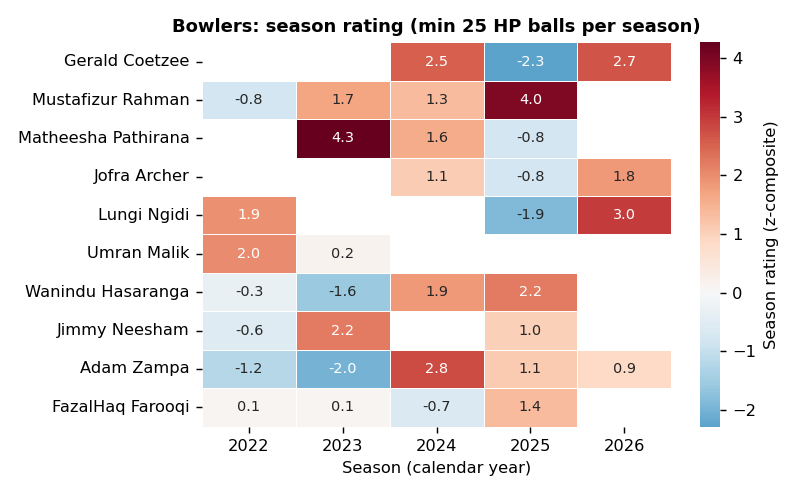 Bowlers: season rating (min 25 HP balls per season)
Gerald Coetzee 2.5 -2.3 2.7
Mustafizur Rahman -0.8 1.7 1.3 4.0
Matheesha Pathirana 4.3 1.6 -0.8
Jofra Archer 1.1 -0.8 1.8
Lungi Ngidi 1.9 -1.9 3.0
Umran Malik 2.0 0.2
Wanindu Hasaranga -0.3 -1.6 1.9 2.2
Jimmy Neesham -0.6 2.2 1.0
Adam Zampa -1.2 -2.0 2.8 1.1 0.9
FazalHaq Farooqi 0.1 0.1 -0.7 1.4
2022 2023 2024 2025 2026
Season (calendar year)
4
3
2
1
0
−1
−2
Season rating (z-composite)